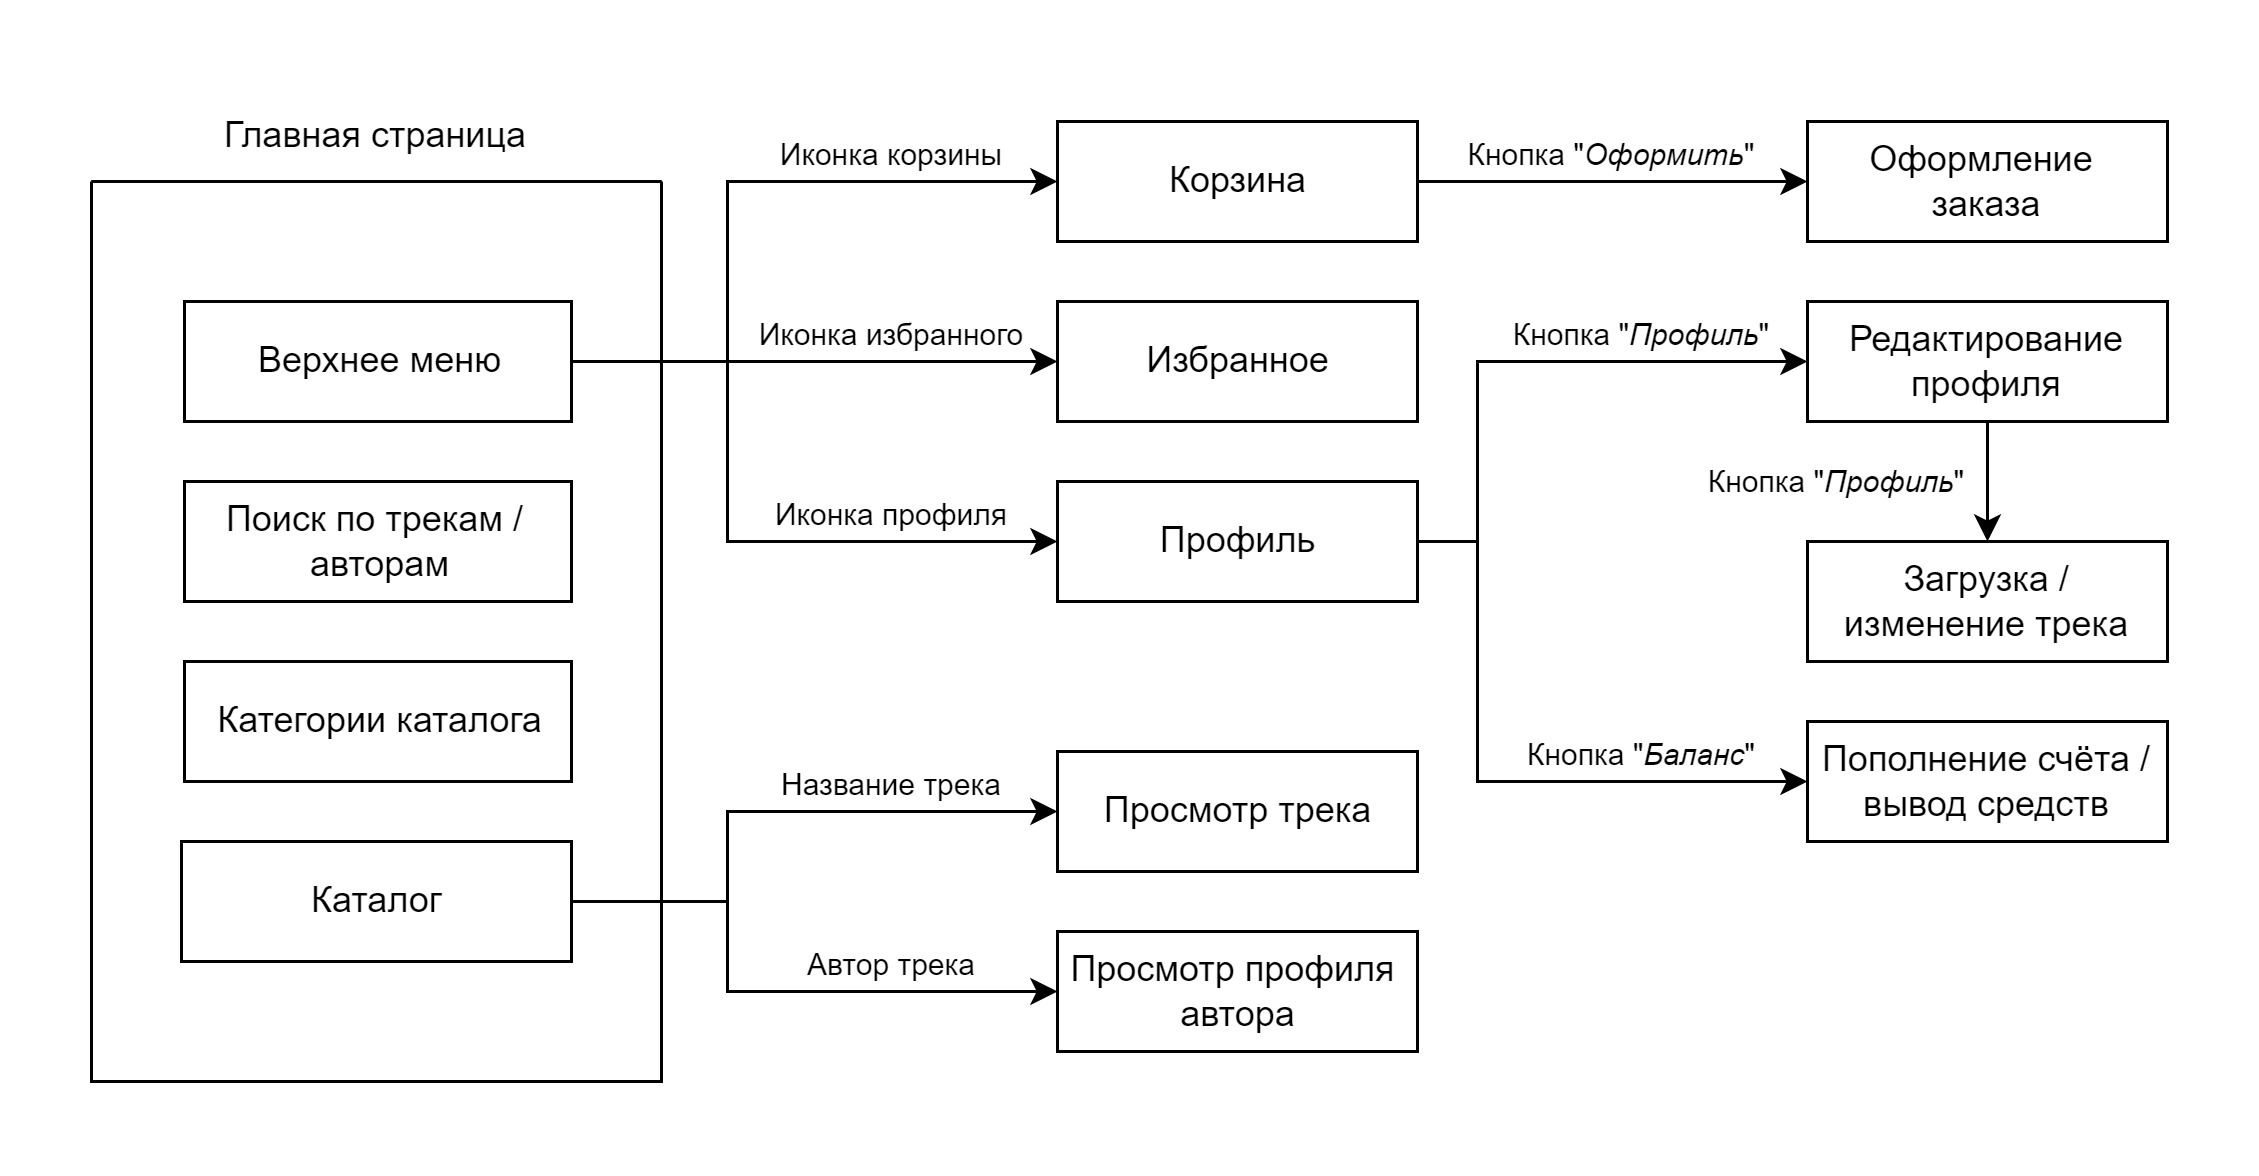 Главная страница
Верхнее меню
Поиск по трекам /
авторам
Категории каталога
Каталог
Иконка корзины
Корзина
Кнопка "Оформить"
Оформление
заказа
Иконка избранного
Избранное
Иконка профиля
Профиль
Кнопка "Профиль"
Редактирование
профиля
Кнопка "Профиль"
Загрузка /
изменение трека
Кнопка "Баланс"
Пополнение счёта /
вывод средств
Название трека
Просмотр трека
Автор трека
Просмотр профиля
автора